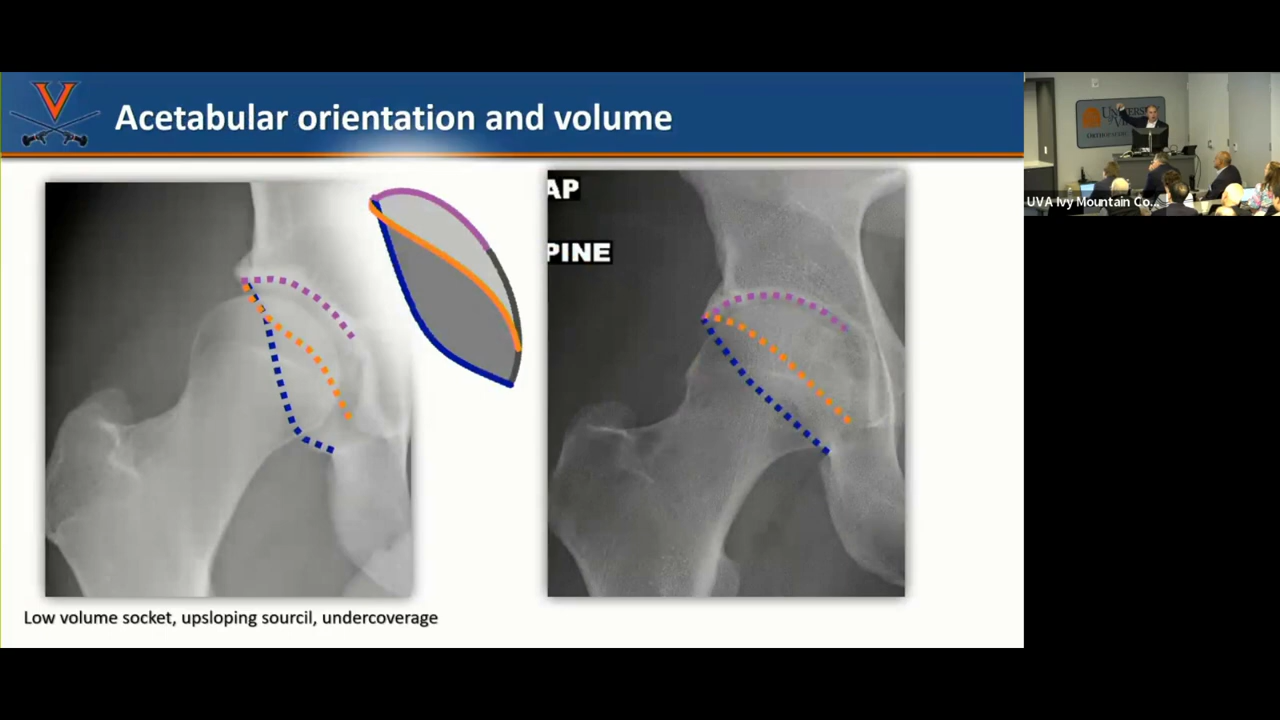 Acetabular orientation and volume
AP
PINE
Low volume socket, upsloping sourcil, undercoverage
UVA Ivy Mountain Co...